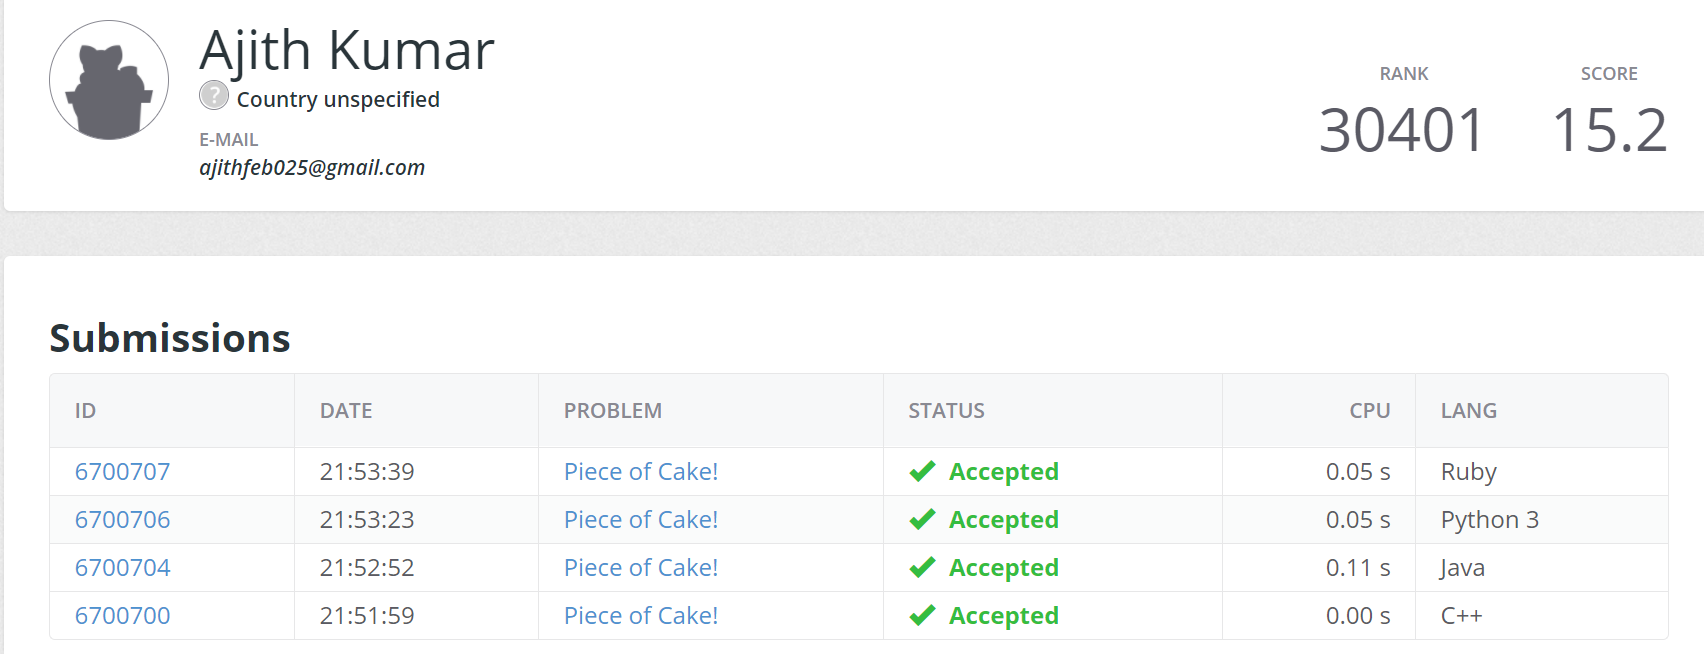 Ajith Kumar
? Country unspecified
E-MAIL
ajithfeb025@gmail.com
RANK SCORE
30401 15.2
Submissions
ID DATE PROBLEM STATUS CPU LANG
6700707 21:53:39 Piece of Cake! Accepted 0.05 s Ruby
6700706 21:53:23 Piece of Cake! Accepted 0.05 s Python 3
6700704 21:52:52 Piece of Cake! Accepted 0.11 s Java
6700700 21:51:59 Piece of Cake! Accepted 0.00 s C++